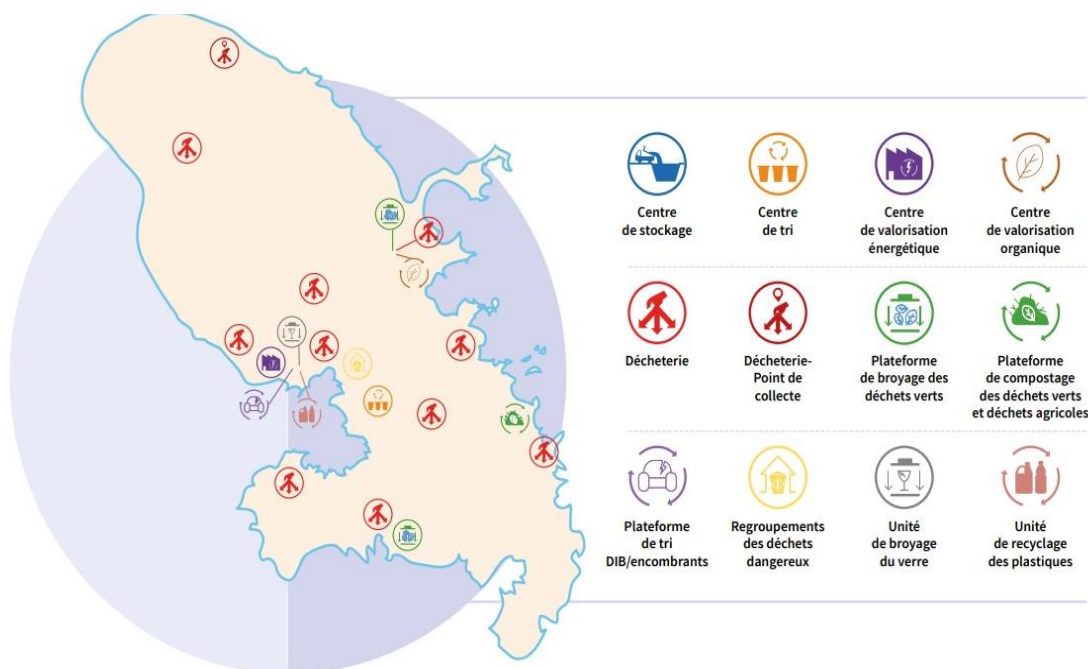 Centre
de stockage
Centre
de tri
Centre
de valorisation
énergétique
Centre
de valorisation
organique
Décheterie
Décheterie-
Point de
collecte
Plateforme
de broyage des
déchets verts
Plateforme
de compostage
des déchets verts
et déchets agricoles
Plateforme
de tri
DIB/encombrants
Regroupements
des déchets
dangereux
Unité
de broyage
du verre
Unité
de recyclage
des plastiques